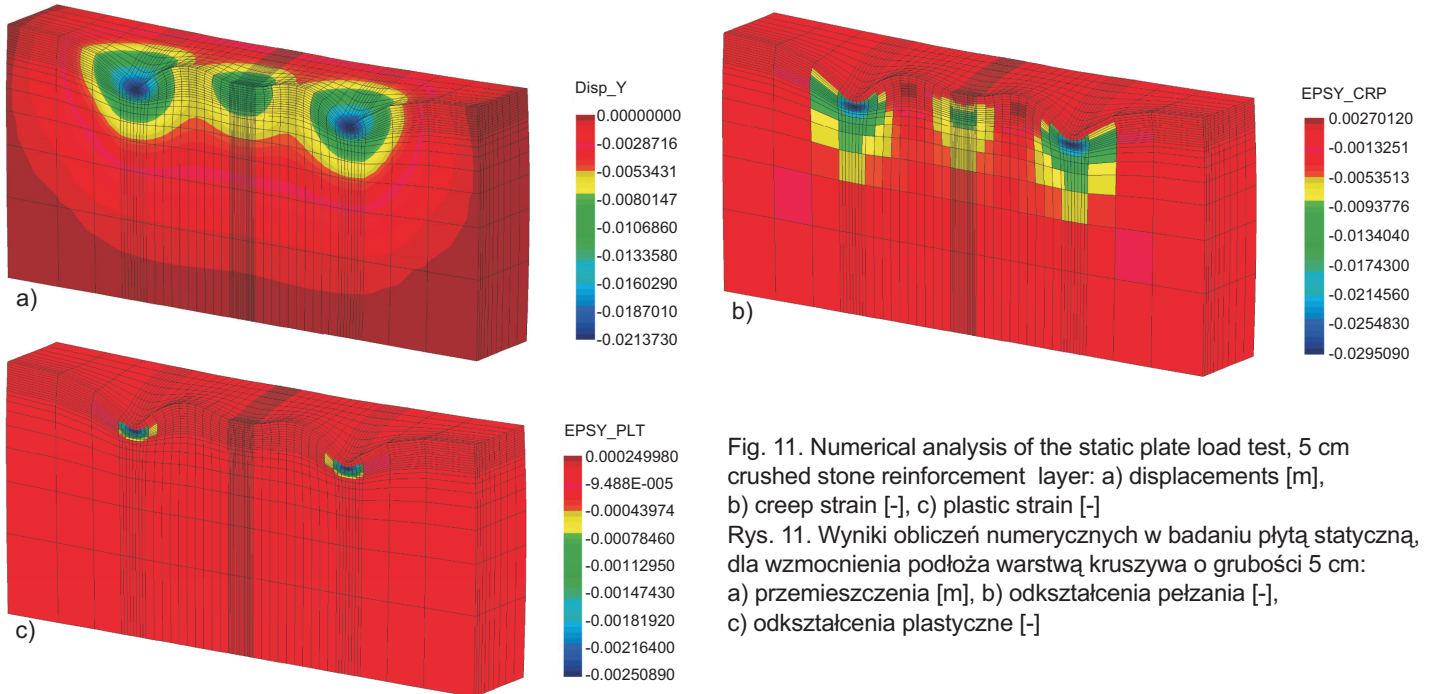 Disp_Y
0.00000000
-0.0028716
-0.0053431
-0.0080147
-0.0106860
-0.0133580
-0.0160290
-0.0187010
-0.0213730
a)
EPSY_CRP
0.00270120
-0.0013251
-0.0053513
-0.0093776
-0.0134040
-0.0174300
-0.0214560
-0.0254830
-0.0295090
b)
EPSY_PLT
0.000249980
-9.488E-005
-0.00043974
-0.00078460
-0.00112950
-0.00147430
-0.00181920
-0.00216400
-0.00250890
c)
Fig. 11. Numerical analysis of the static plate load test, 5 cm
crushed stone reinforcement layer: a) displacements [m],
b) creep strain [-], c) plastic strain [-]
Rys. 11. Wyniki obliczeń numerycznych w badaniu płytą statyczną,
dla wzmocnienia podłoża warstwą kruszywa o grubości 5 cm:
a) przemieszczenia [m], b) odkształcenia pełzania [-],
c) odkształcenia plastyczne [-]